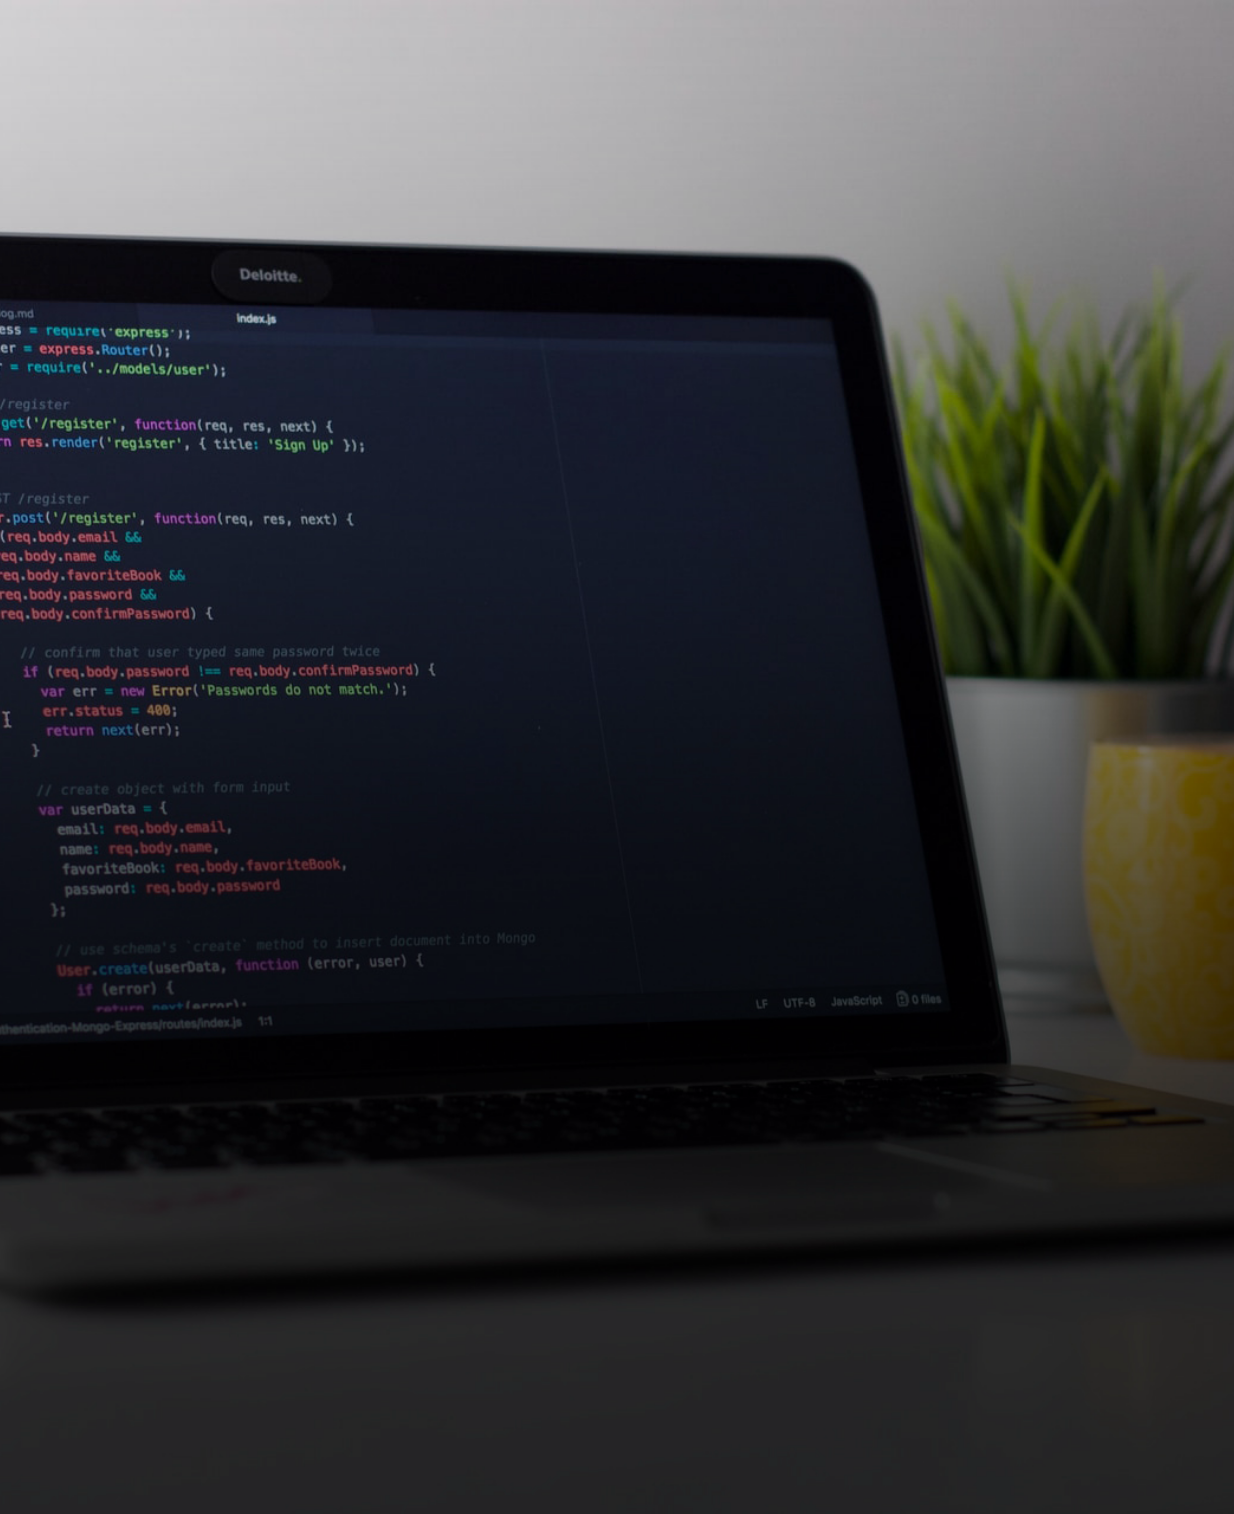 Deloitte.
og.md
index.js
ess = require('express');
er = express.Router();
r = require('../models/user');
/register
get('/register', function(req, res, next) {
rn res.render('register', { title: 'Sign Up' });
ST /register
r.post('/register', function(req, res, next) {
(req.body.email &&
req.body.name &&
req.body.favoriteBook &&
req.body.password &&
req.body.confirmPassword) {
// confirm that user typed same password twice
if (req.body.password !== req.body.confirmPassword) {
var err = new Error('Passwords do not match.');
err.status = 400;
return next(err);
}
// create object with form input
var userData = {
email: req.body.email,
name: req.body.name,
favoriteBook: req.body.favoriteBook,
password: req.body.password
};
// use schema's `create` method to insert document into Mongo
User.create(userData, function (error, user) {
if (error) {
return next(error);
thentication-Mongo-Express/routes/index.js 1:1
LF UTF-8 JavaScript 0 files